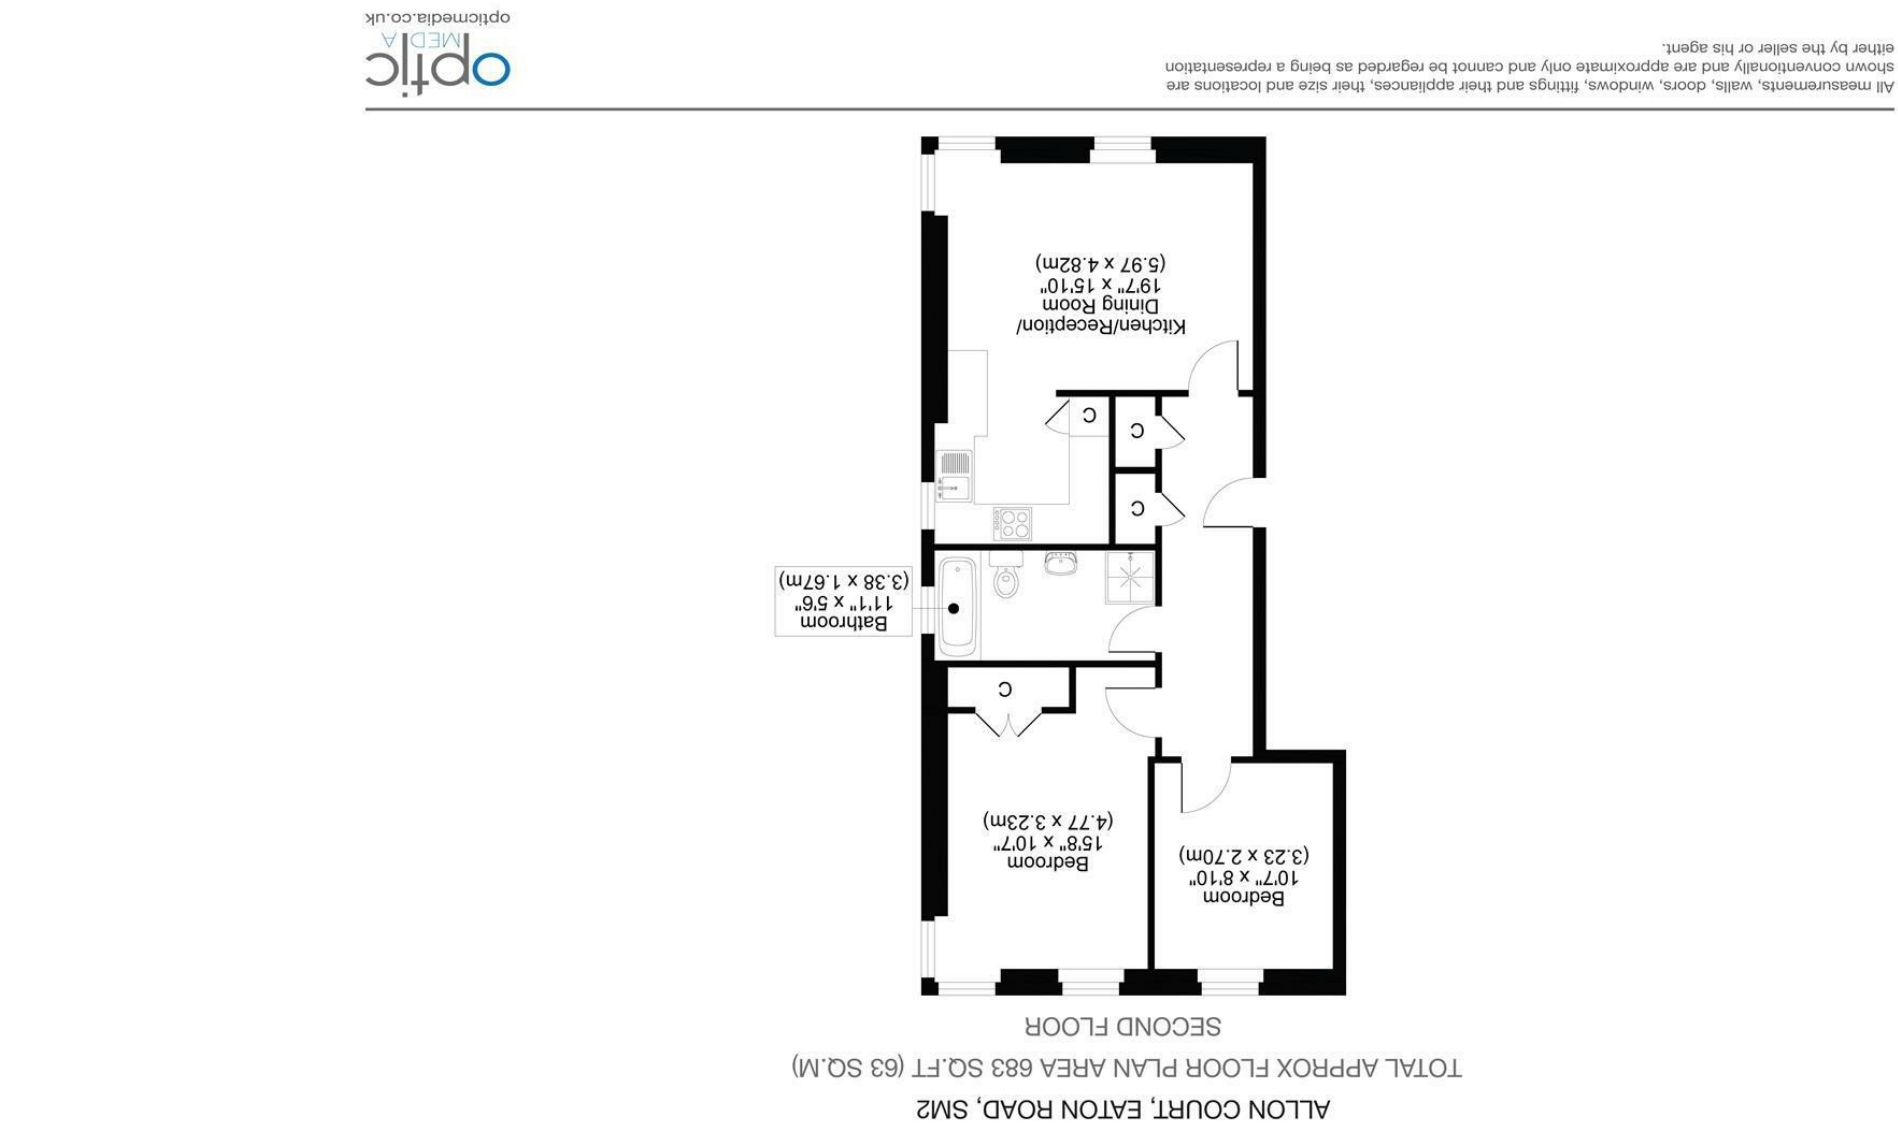 ALLON COURT, EATON ROAD, SM2
TOTAL APPROX FLOOR PLAN AREA 683 SQ.FT (63 SQ.M)
SECOND FLOOR
Bedroom
10'7" x 8'10"
(3.23 x 2.70m)
Bedroom
15'8" x 10'7"
(4.77 x 3.23m)
C
Bathroom
11'1" x 5'6"
(3.38 x 1.67m)
C
C
C
Kitchen/Reception/
Dining Room
19'7" x 15'10"
(5.97 x 4.82m)
All measurements, walls, doors, windows, fittings and their appliances, their size and locations are
shown conventionally and are approximate only and cannot be regarded as being a representation
either by the seller or his agent.
optic
MEDIA
opticmedia.co.uk